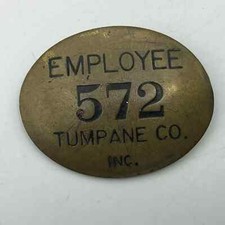 EMPLOYEE
572
TUMPANE CO.
INC.